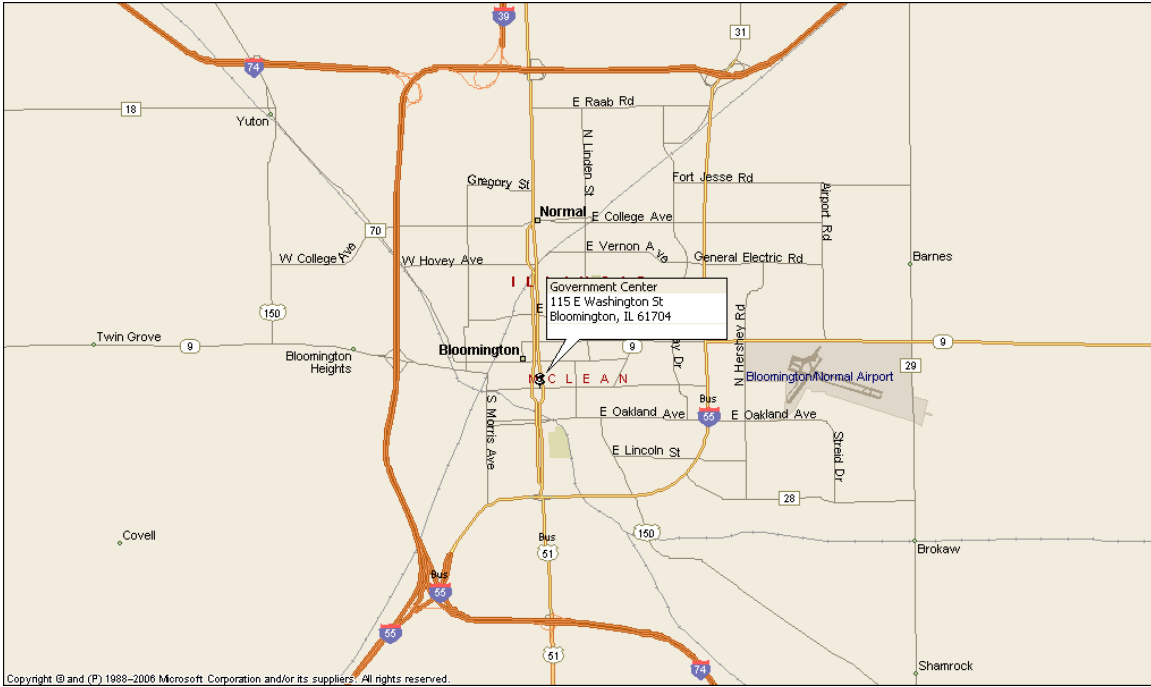 39
31
74
E Raab Rd
18
Yuton
N Linden St
Fort Jesse Rd
Gregory St
Airport Rd
Normal
E College Ave
70
E Vernon Ave
W College Ave
W Hovey Ave
General Electric Rd
Barnes
Government Center
115 E Washington St
Bloomington, IL 61704
150
E
N Hershey Rd
Twin Grove
9
9
9
Bloomington
Bloomington
Heights
29
MCLEAN
Bloomington/Normal Airport
S Morris Ave
Bus
55
E Oakland Ave
E Oakland Ave
Streid Dr
E Lincoln St
28
Covell
150
Bus
51
Brokaw
Bus
55
55
51
74
Shamrock
Copyright © and (P) 1988–2006 Microsoft Corporation and/or its suppliers. All rights reserved.